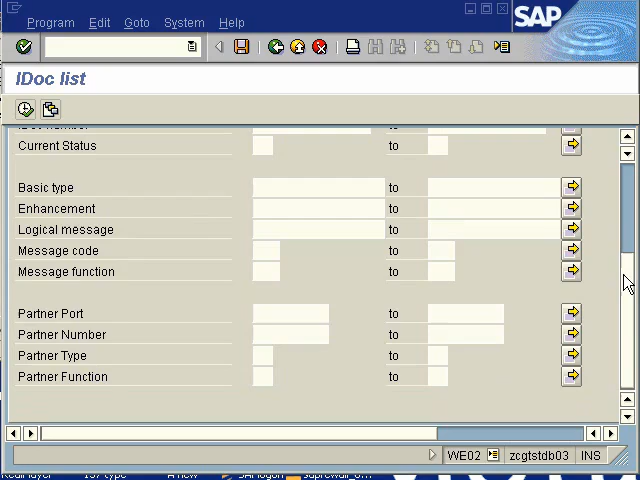 Program Edit Goto System Help
SAP
IDoc list
Current Status to
Basic type to
Enhancement to
Logical message to
Message code to
Message function to
Partner Port to
Partner Number to
Partner Type to
Partner Function to
WE02 zcgtstdb03 INS